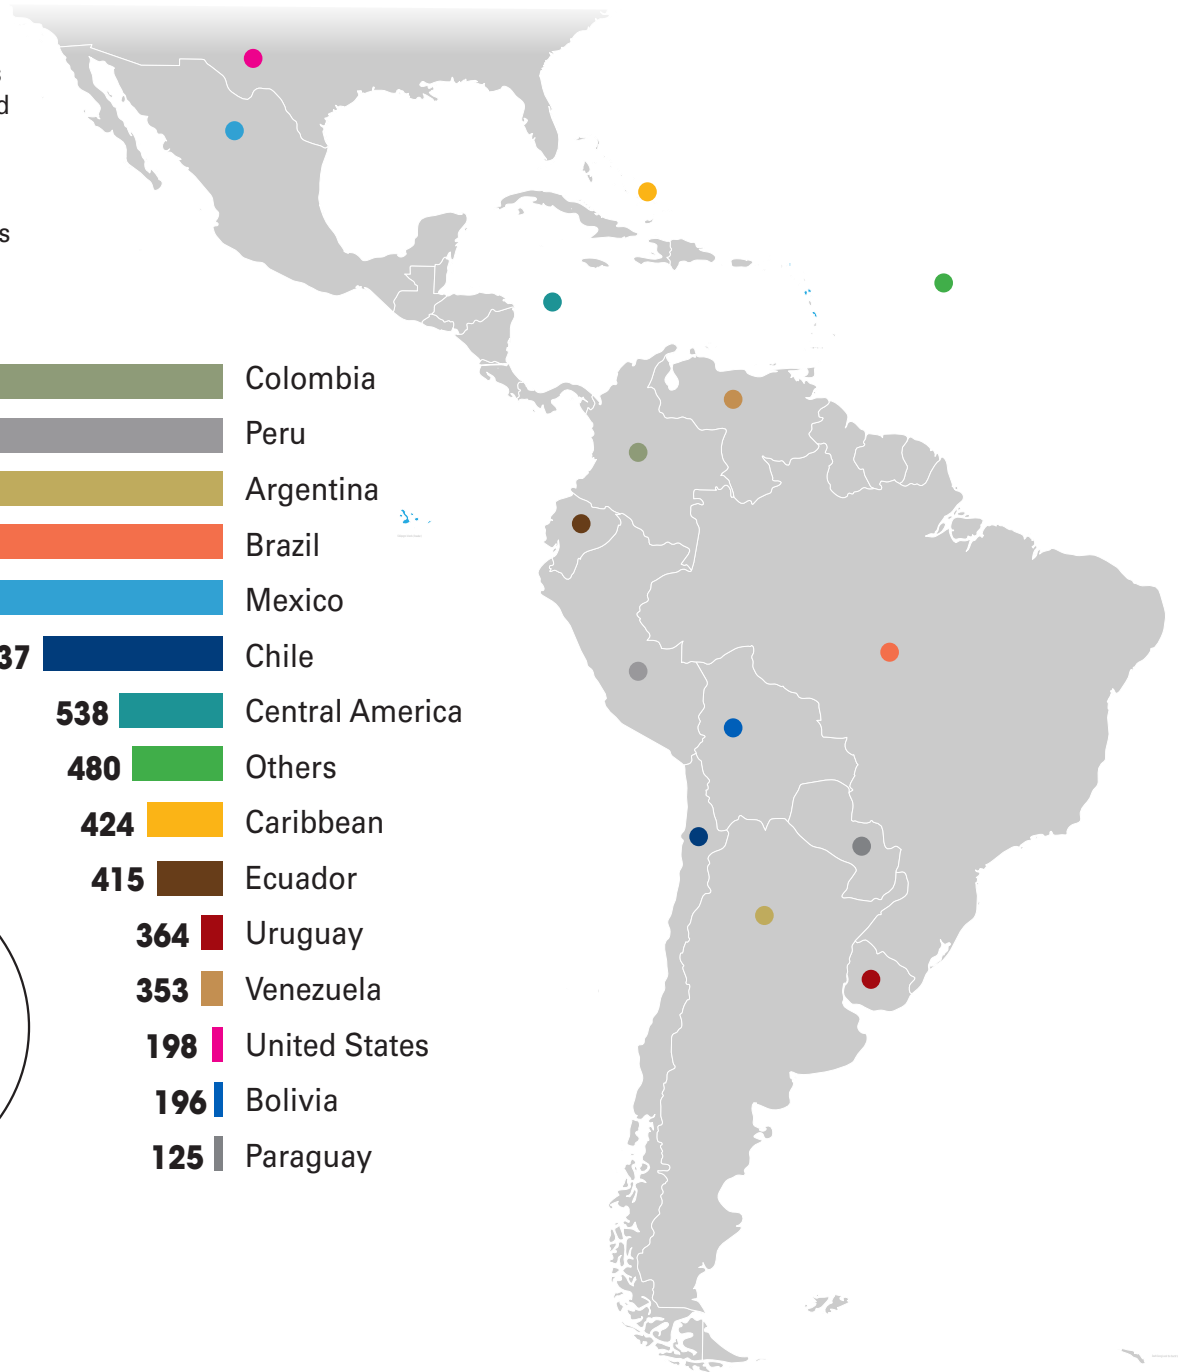 s
d
s
Colombia
Peru
Argentina
Brazil
Mexico
37 Chile
538 Central America
480 Others
424 Caribbean
415 Ecuador
364 Uruguay
353 Venezuela
198 United States
196 Bolivia
125 Paraguay